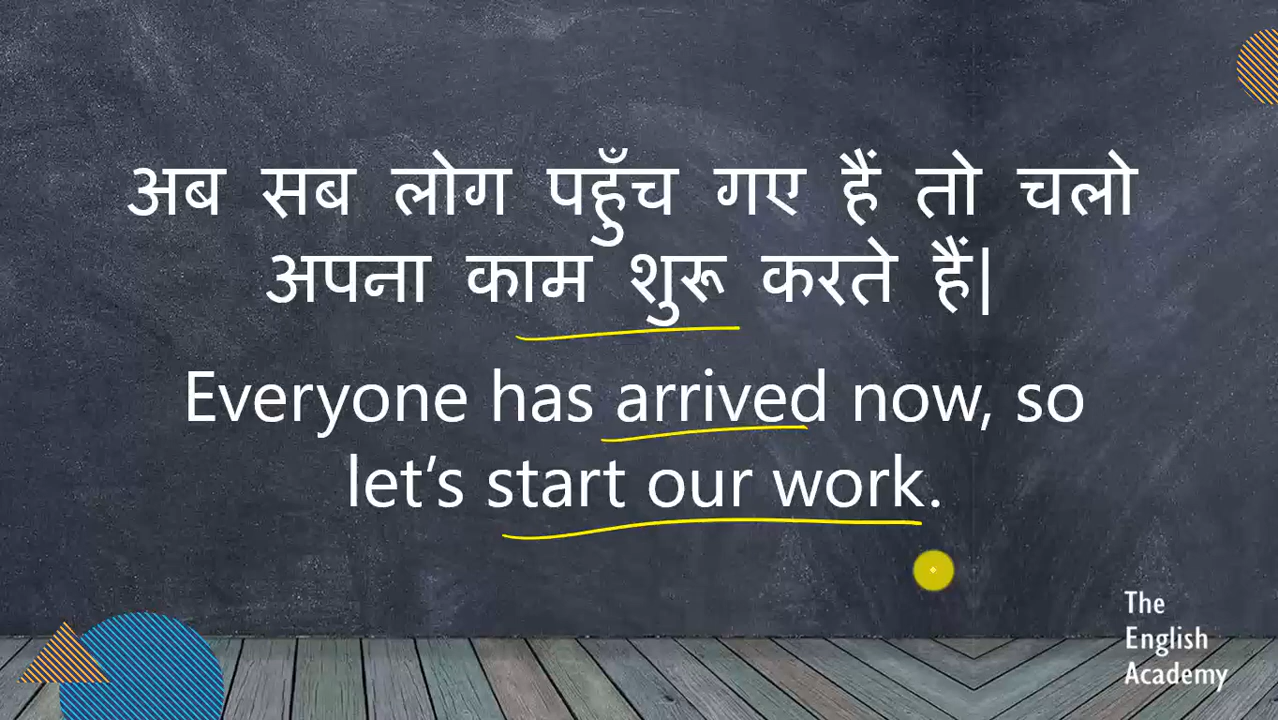 अब सब लोग पहुँच गए हैं तो चलो
अपना काम शुरू करते हैं|
Everyone has arrived now, so
let’s start our work.
The
English
Academy